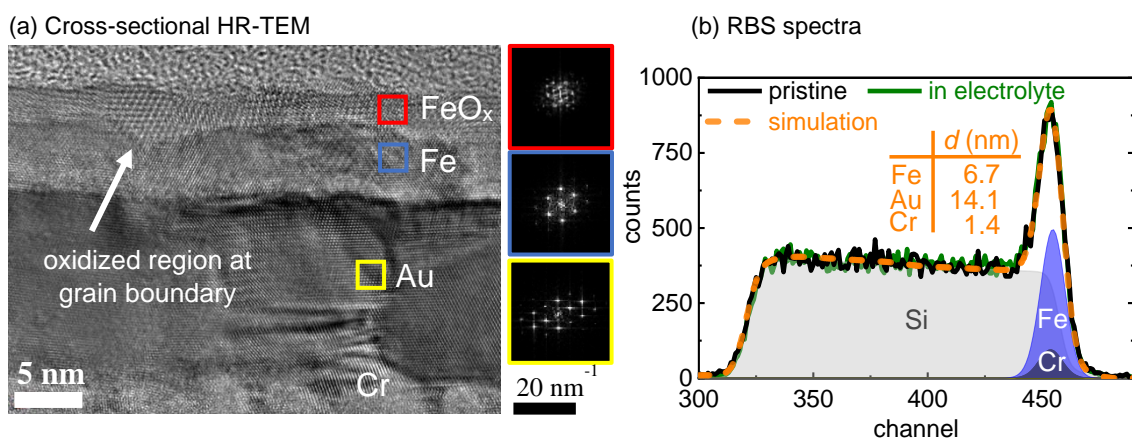 (a) Cross-sectional HR-TEM
FeOₓ
Fe
oxidized region at
grain boundary
Au
Cr
5 nm
20 nm⁻¹
(b) RBS spectra
1000
750
500
250
0
counts
pristine
in electrolyte
simulation
d (nm)
Fe 6.7
Au 14.1
Cr 1.4
Si
Fe
Cr
300 350 400 450
channel